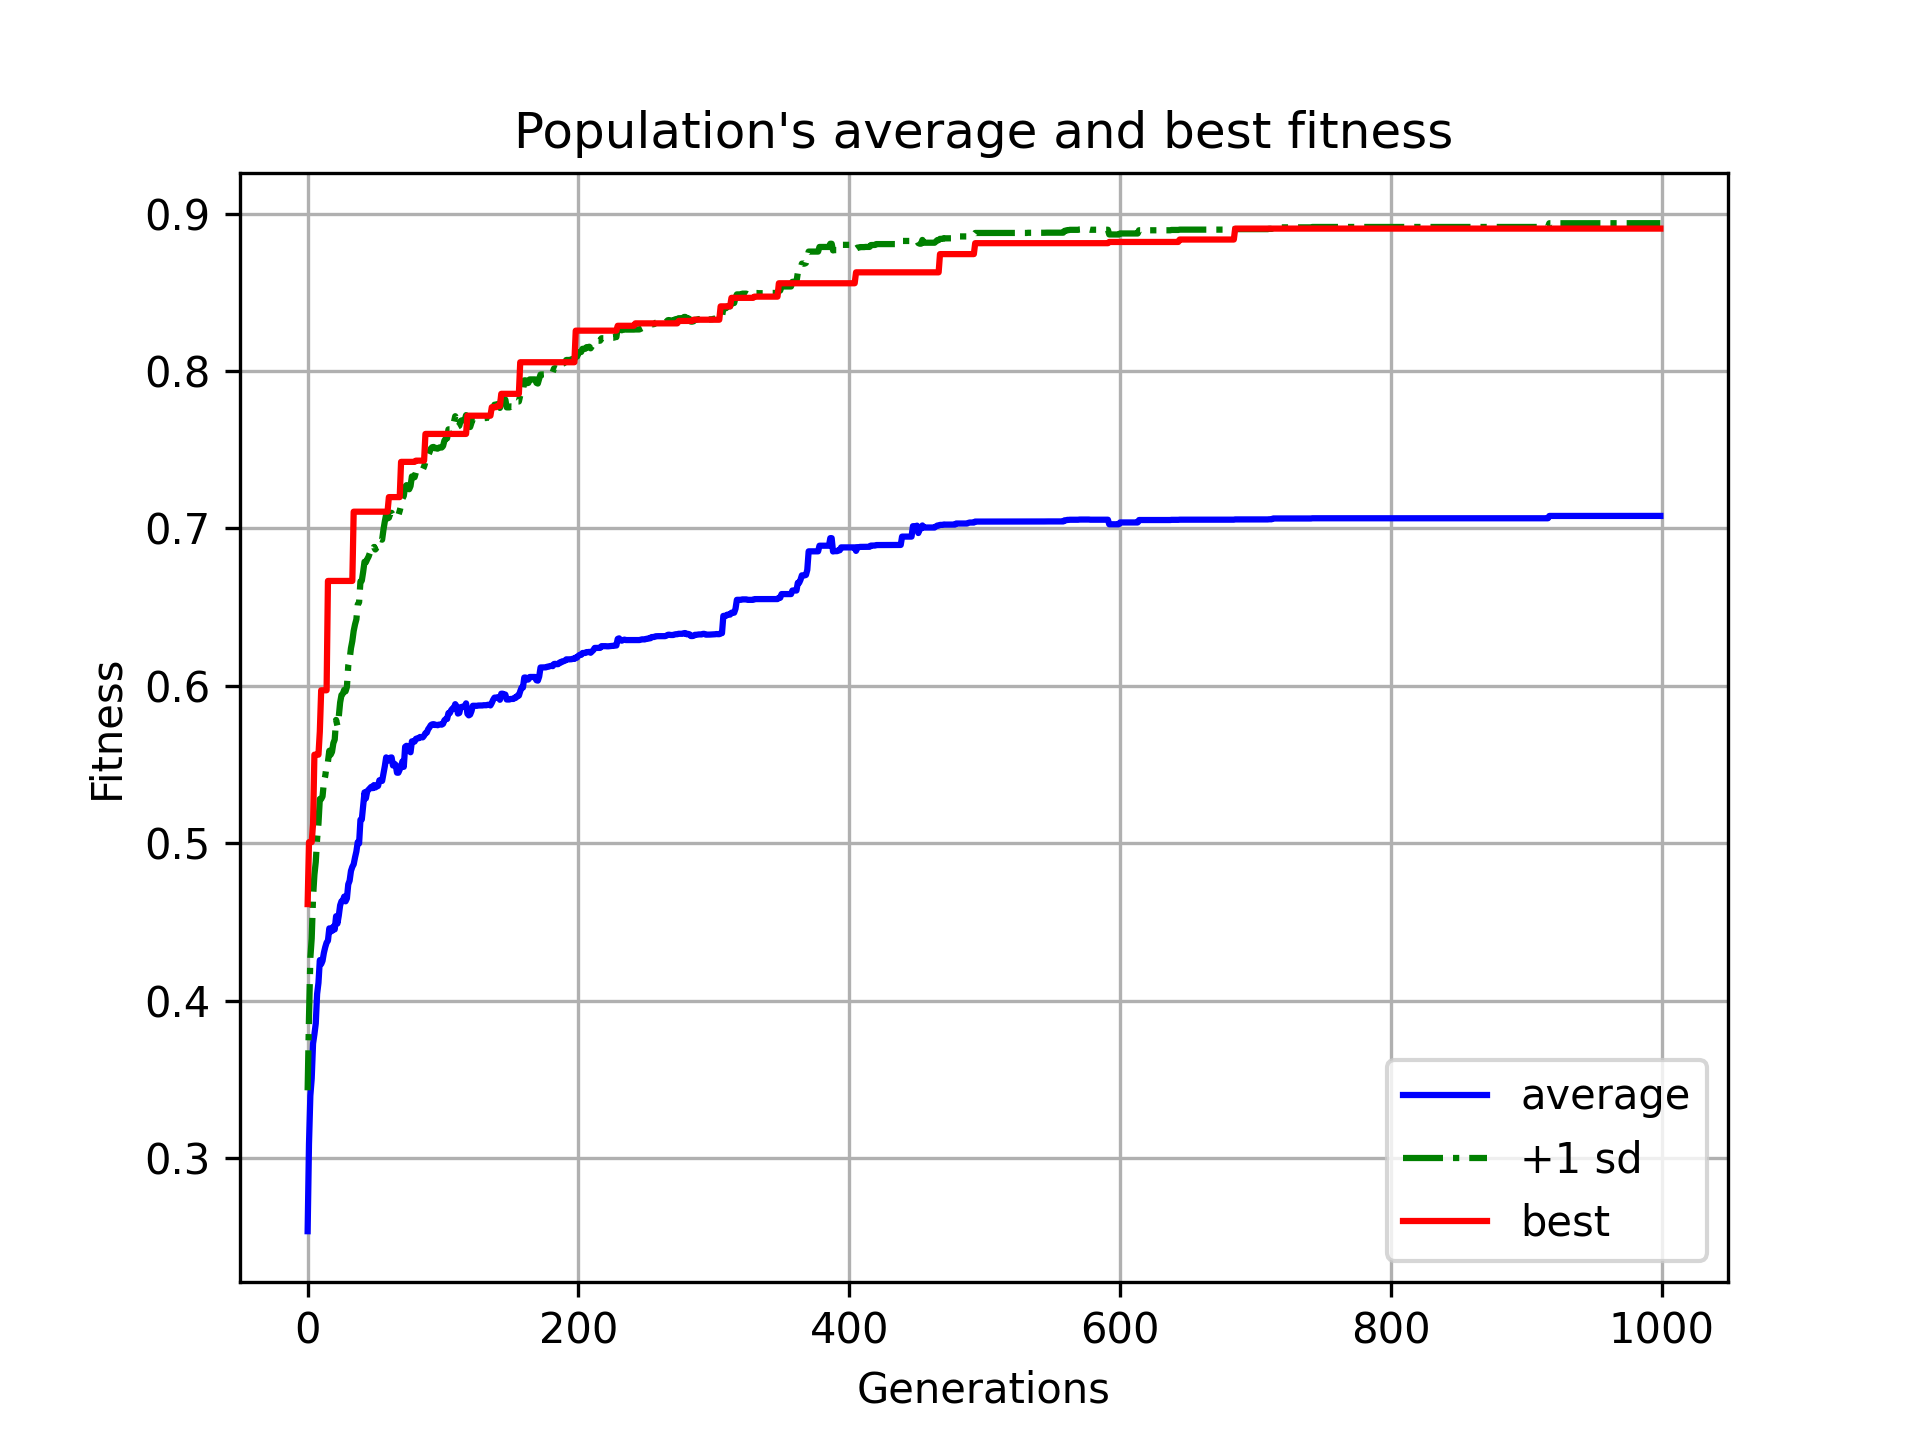 Population's average and best fitness
0.9
0.8
0.7
0.6
0.5
0.4
0.3
Fitness
0 200 400 600 800 1000
Generations
average
+1 sd
best